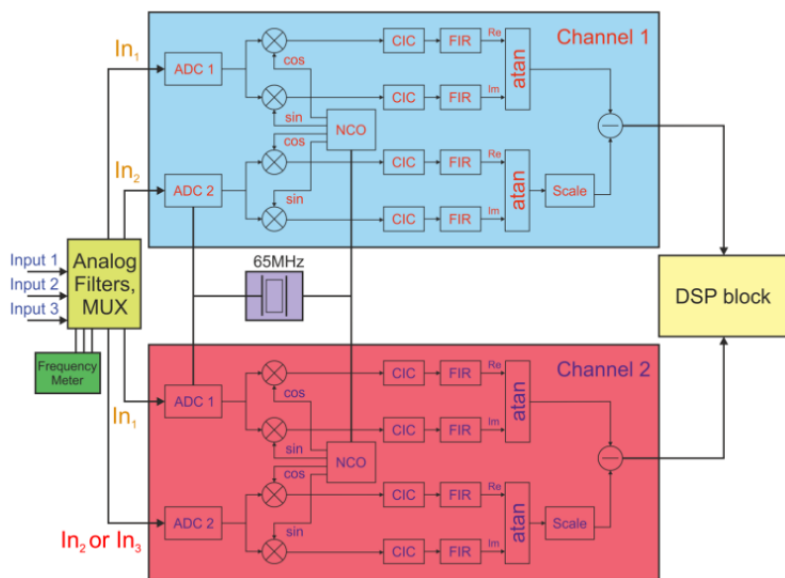 Channel 1
In1
ADC 1
cos
CIC
FIR
Re
atan
sin
CIC
FIR
Im
NCO
cos
In2
ADC 2
sin
CIC
FIR
Re
atan
Scale
CIC
FIR
Im
Input 1
Input 2
Input 3
Analog
Filters,
MUX
65MHz
DSP block
Frequency
Meter
Channel 2
In1
ADC 1
cos
CIC
FIR
Re
atan
sin
CIC
FIR
Im
NCO
cos
In2 or In3
ADC 2
sin
CIC
FIR
Re
atan
Scale
CIC
FIR
Im